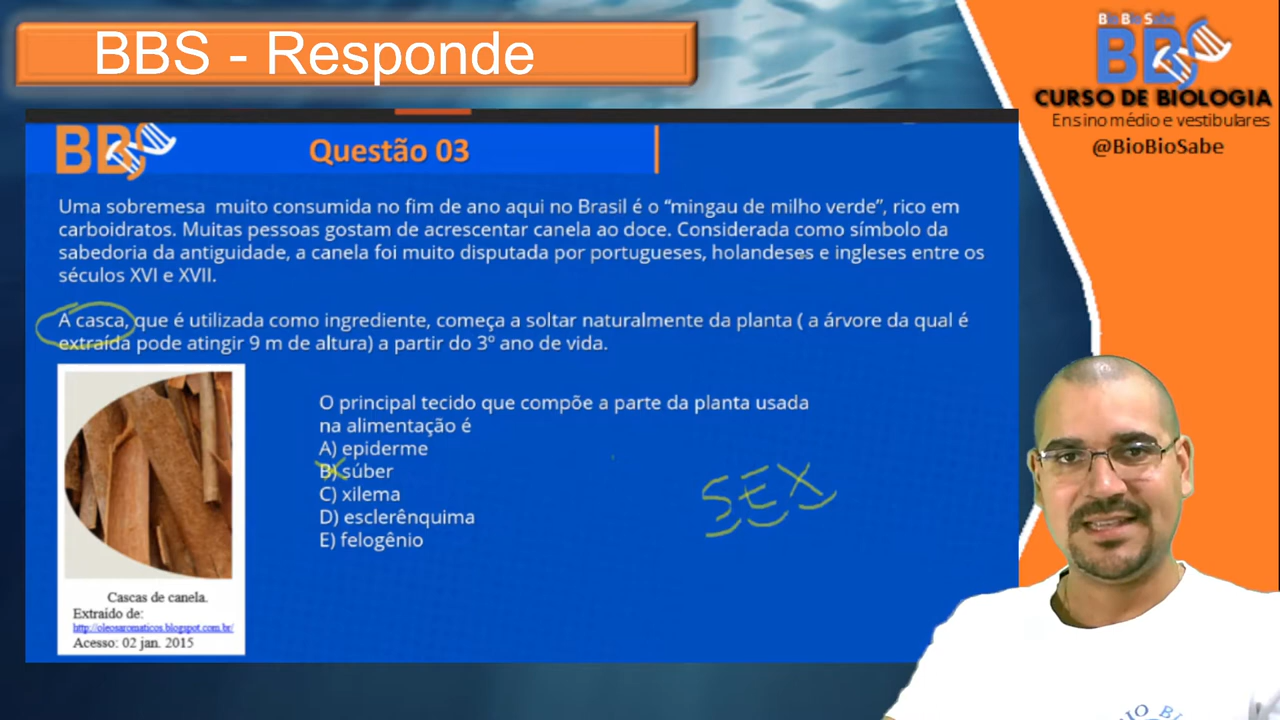 BBS - Responde
Bio Bio Sabe
BBS
CURSO DE BIOLOGIA
Ensino médio e vestibulares
@BioBioSabe
BBS
Questão 03
Uma sobremesa muito consumida no fim de ano aqui no Brasil é o “mingau de milho verde”, rico em
carboidratos. Muitas pessoas gostam de acrescentar canela ao doce. Considerada como símbolo da
sabedoria da antiguidade, a canela foi muito disputada por portugueses, holandeses e ingleses entre os
séculos XVI e XVII.
A casca, que é utilizada como ingrediente, começa a soltar naturalmente da planta ( a árvore da qual é
extraída pode atingir 9 m de altura) a partir do 3º ano de vida.
O principal tecido que compõe a parte da planta usada
na alimentação é
A) epiderme
B) súber
C) xilema
D) esclerênquima
E) felogênio
SEX
Cascas de canela.
Extraído de:
http://oleosaromaticos.blogspot.com.br/
Acesso: 02 jan. 2015